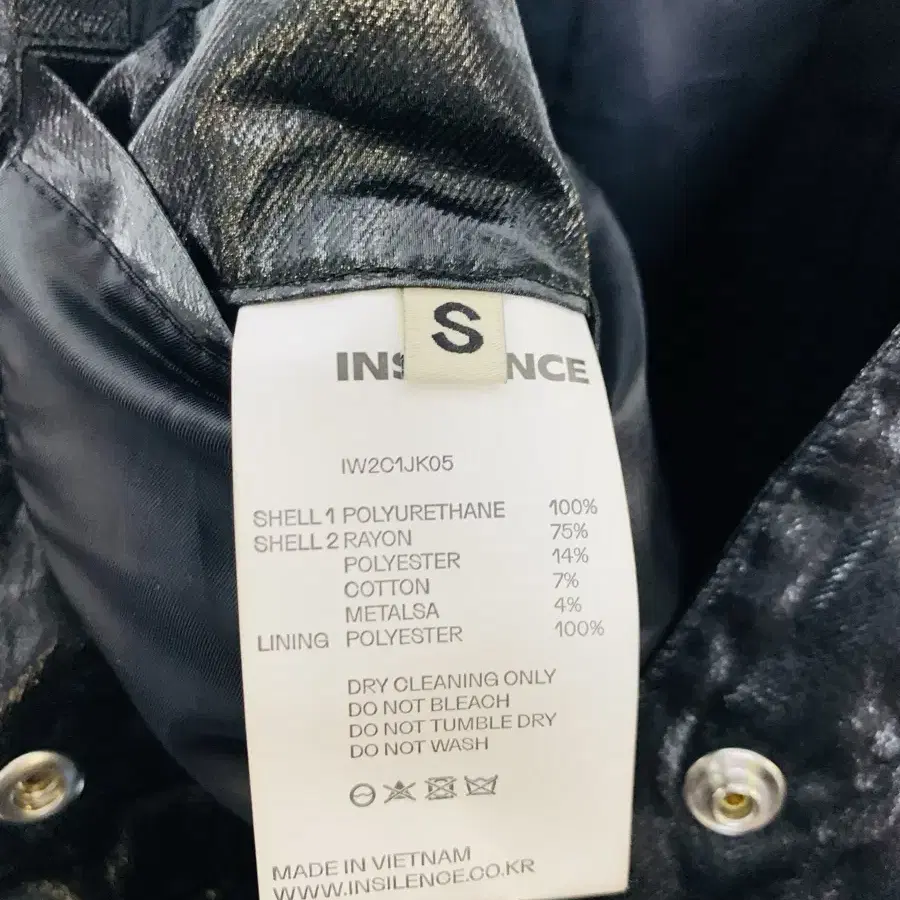 S
INS NCE
IW2C1JK05
SHELL 1 POLYURETHANE 100%
SHELL 2 RAYON 75%
POLYESTER 14%
COTTON 7%
METALSA 4%
LINING POLYESTER 100%
DRY CLEANING ONLY
DO NOT BLEACH
DO NOT TUMBLE DRY
DO NOT WASH
MADE IN VIETNAM
WWW.INSILENCE.CO.KR